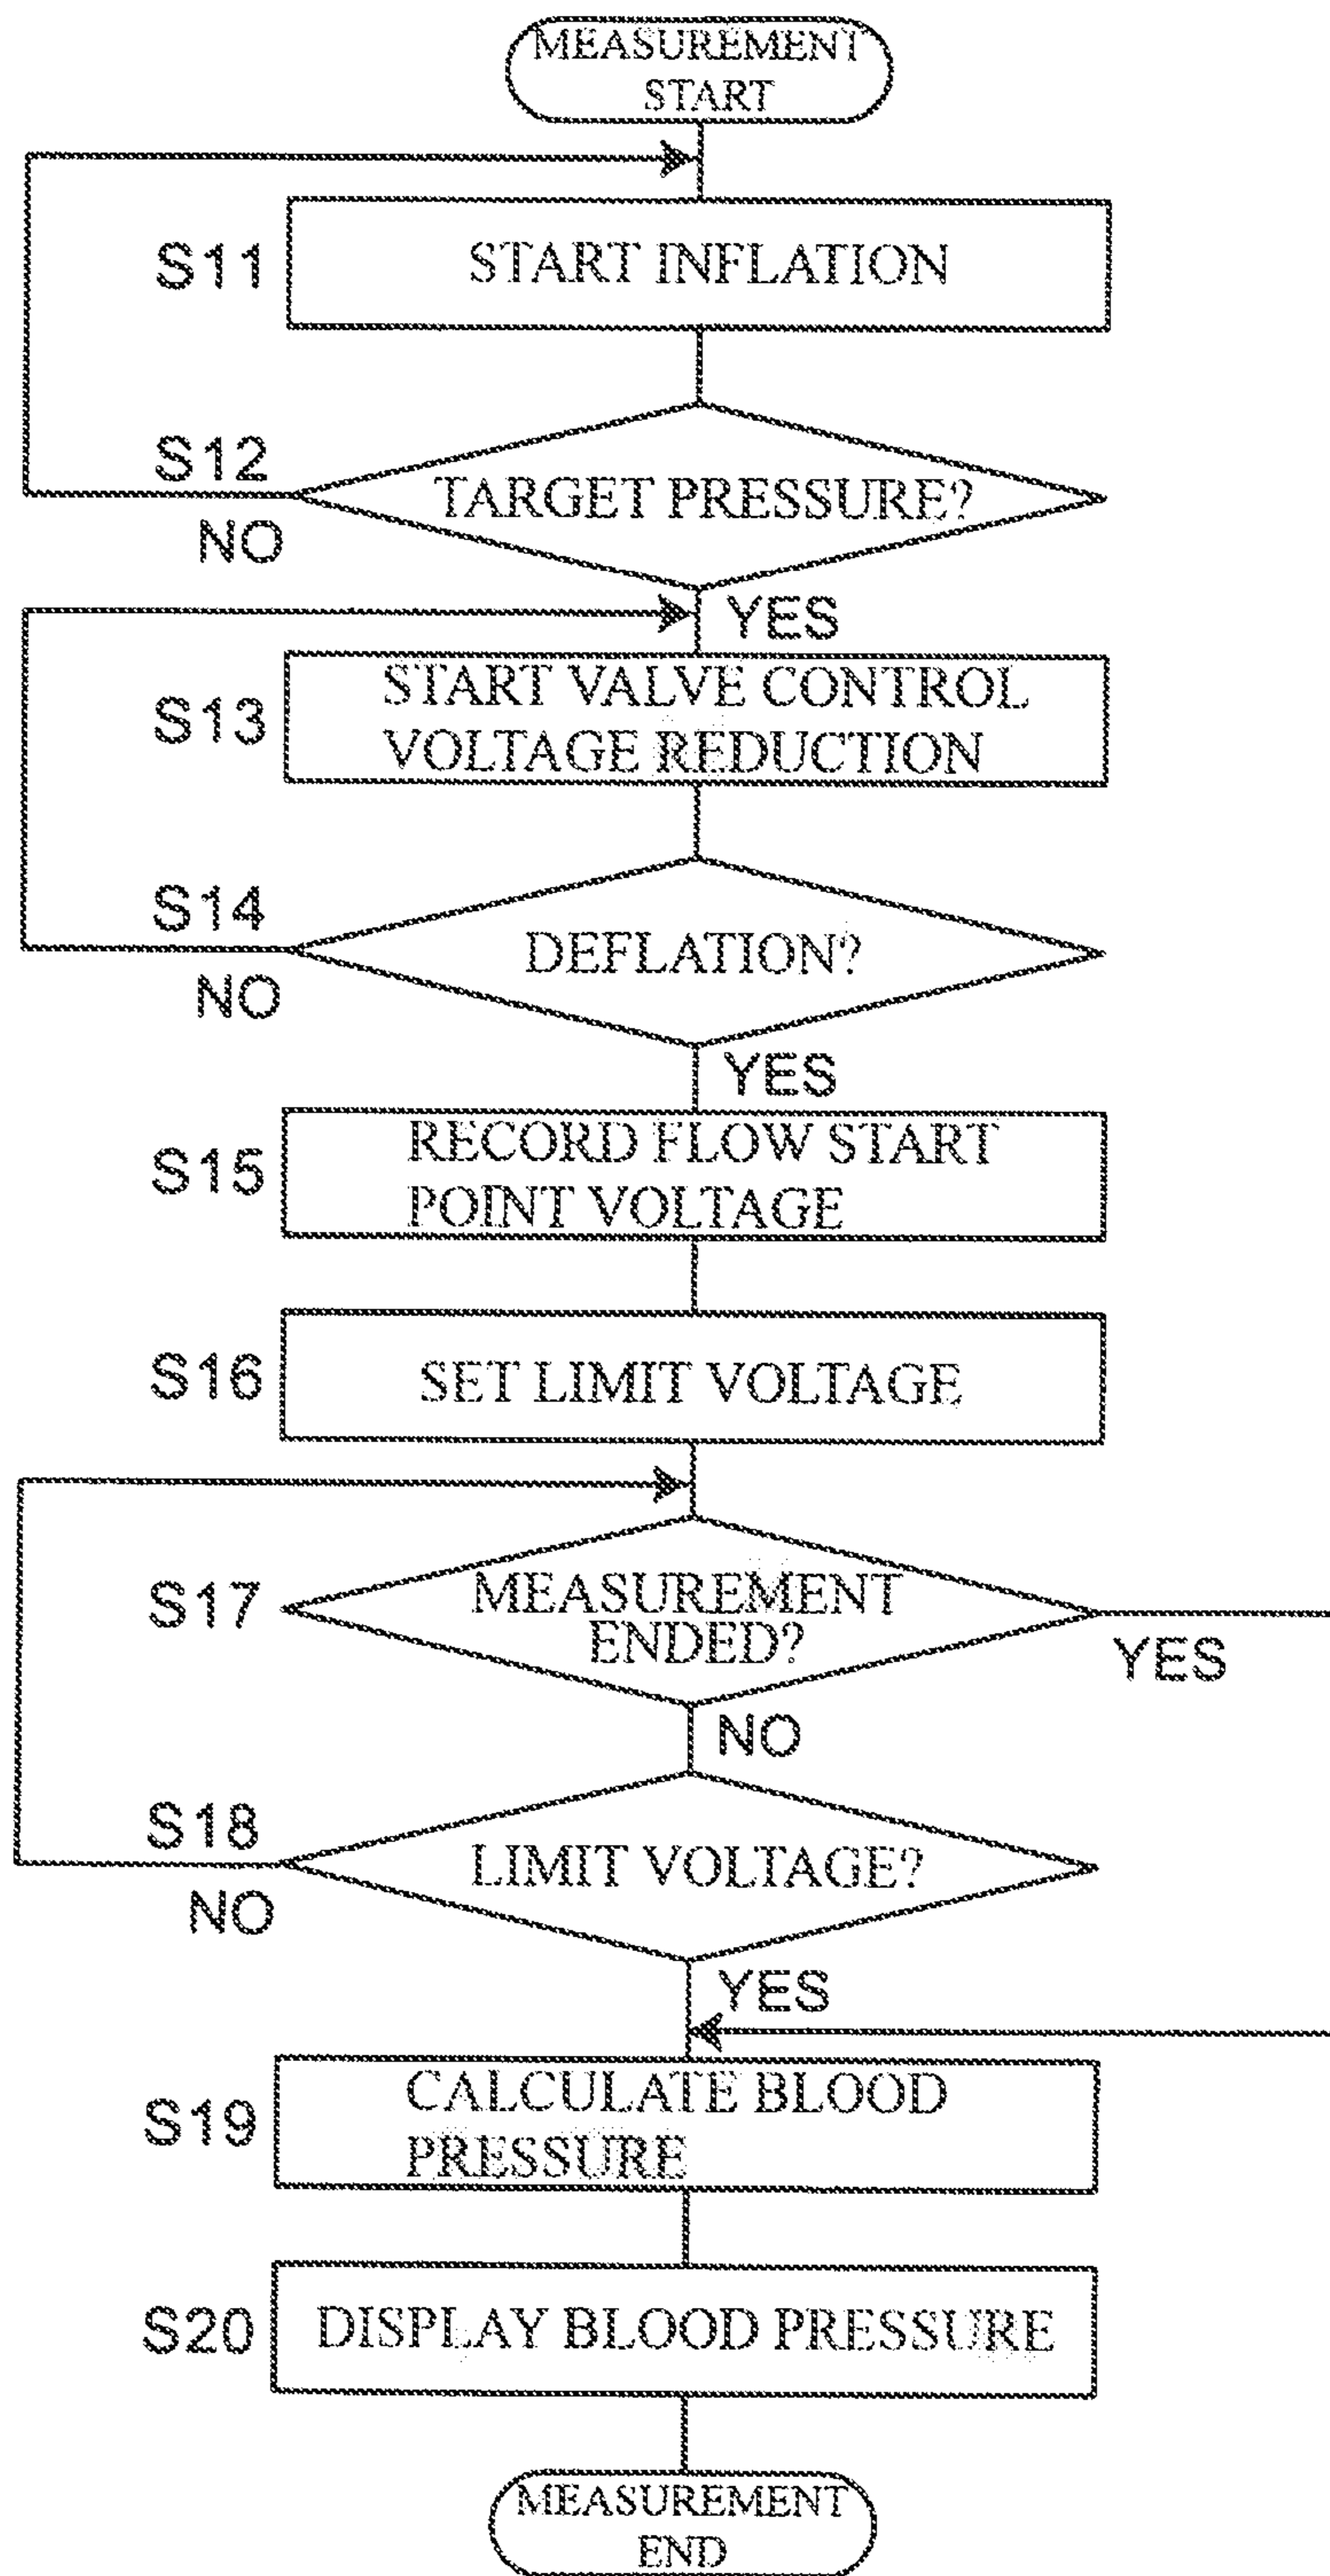 MEASUREMENT
START
S11
START INFLATION
S12
TARGET PRESSURE?
NO
YES
S13
START VALVE CONTROL
VOLTAGE REDUCTION
S14
DEFLATION?
NO
YES
S15
RECORD FLOW START
POINT VOLTAGE
S16
SET LIMIT VOLTAGE
S17
MEASUREMENT
ENDED?
YES
NO
S18
LIMIT VOLTAGE?
NO
YES
S19
CALCULATE BLOOD
PRESSURE
S20
DISPLAY BLOOD PRESSURE
MEASUREMENT
END